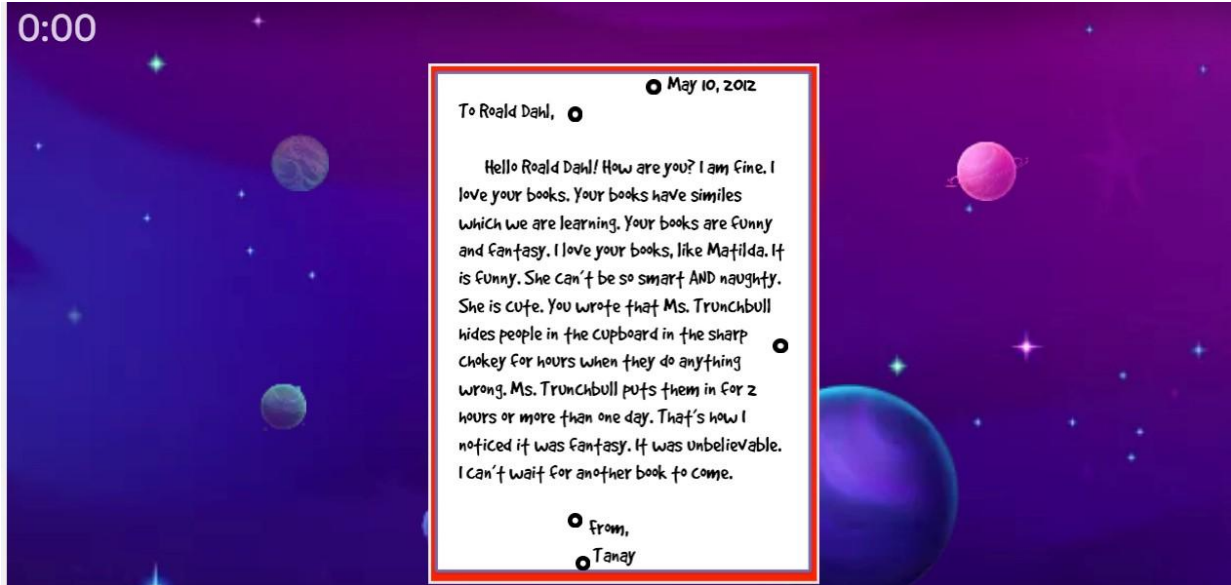 0:00
May 10, 2012
To Roald Dahl,
Hello Roald Dahl! How are you? I am fine. I
love your books. Your books have similes
which we are learning. Your books are funny
and fantasy. I love your books, like Matilda. It
is funny. She can't be so smart AND naughty.
She is cute. You wrote that Ms. Trunchbull
hides people in the cupboard in the sharp
chokey for hours when they do anything
wrong. Ms. Trunchbull puts them in for 2
hours or more than one day. That's how I
noticed it was fantasy. It was unbelievable.
I can't wait for another book to come.
from,
Tanay